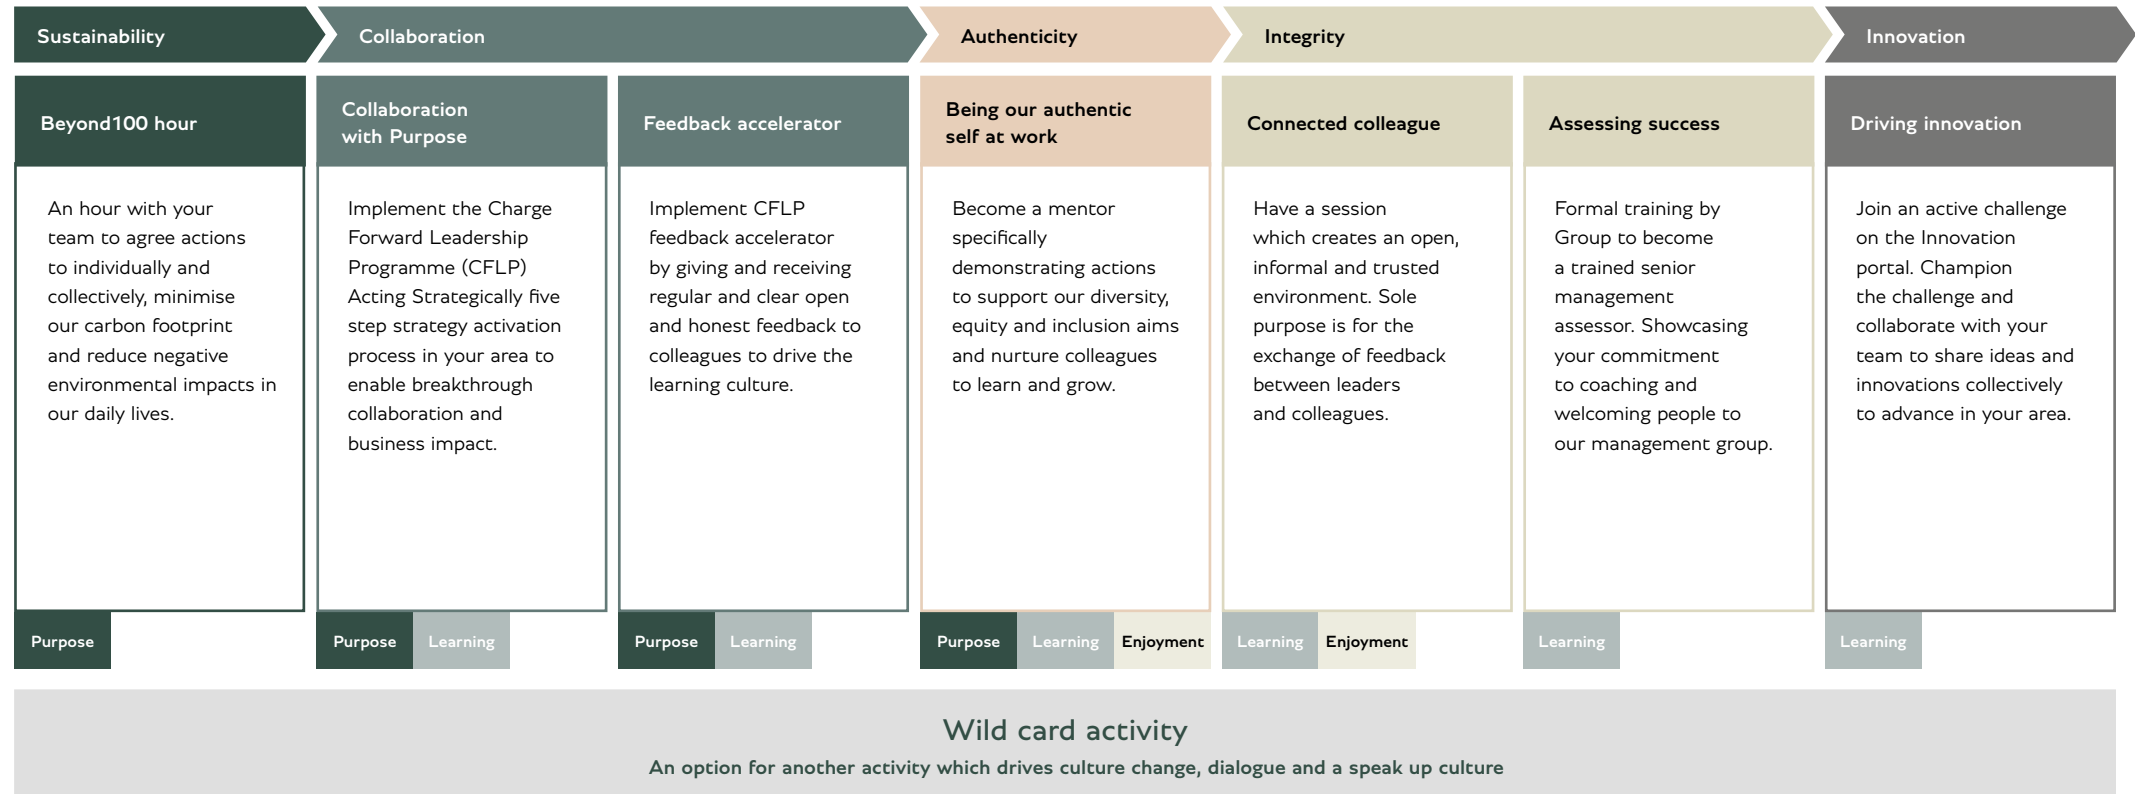 Sustainability
Collaboration
Authenticity
Integrity
Innovation
Beyond100 hour
An hour with your
team to agree actions
to individually and
collectively, minimise
our carbon footprint
and reduce negative
environmental impacts in
our daily lives.
Purpose
Collaboration
with Purpose
Implement the Charge
Forward Leadership
Programme (CFLP)
Acting Strategically five
step strategy activation
process in your area to
enable breakthrough
collaboration and
business impact.
Purpose
Learning
Feedback accelerator
Implement CFLP
feedback accelerator
by giving and receiving
regular and clear open
and honest feedback to
colleagues to drive the
learning culture.
Purpose
Learning
Being our authentic
self at work
Become a mentor
specifically
demonstrating actions
to support our diversity,
equity and inclusion aims
and nurture colleagues
to learn and grow.
Purpose
Learning
Enjoyment
Connected colleague
Have a session
which creates an open,
informal and trusted
environment. Sole
purpose is for the
exchange of feedback
between leaders
and colleagues.
Learning
Enjoyment
Assessing success
Formal training by
Group to become
a trained senior
management
assessor. Showcasing
your commitment
to coaching and
welcoming people to
our management group.
Learning
Driving innovation
Join an active challenge
on the Innovation
portal. Champion
the challenge and
collaborate with your
team to share ideas and
innovations collectively
to advance in your area.
Learning
Wild card activity
An option for another activity which drives culture change, dialogue and a speak up culture